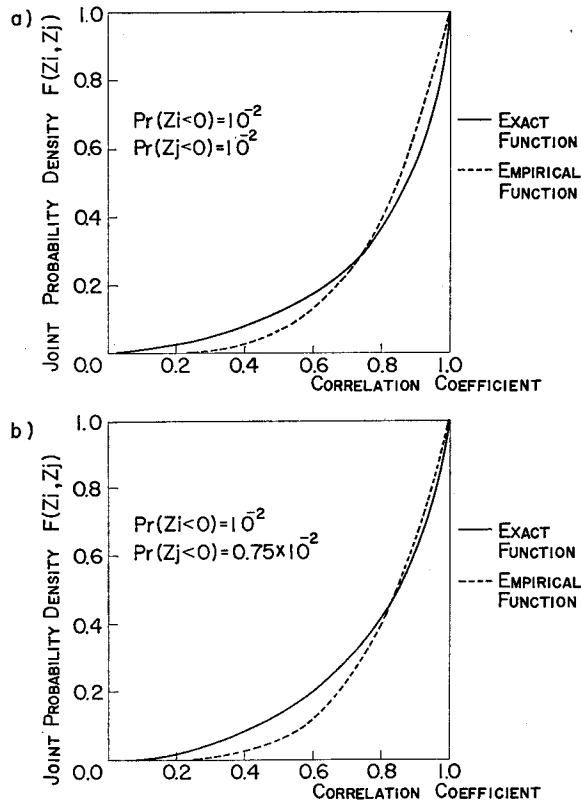 a)
JOINT PROBABILITY DENSITY F(Zi,Zj)
1.0
0.8
0.6
0.4
0.2
0.0
Pr(Zi<0)=10⁻²
Pr(Zj<0)=10⁻²
EXACT
FUNCTION
EMPIRICAL
FUNCTION
0.2 0.4 0.6 0.8 1.0
CORRELATION COEFFICIENT
b)
JOINT PROBABILITY DENSITY F(Zi,Zj)
1.0
0.8
0.6
0.4
0.2
0.0
Pr(Zi<0)=10⁻²
Pr(Zj<0)=0.75×10⁻²
EXACT
FUNCTION
EMPIRICAL
FUNCTION
0.2 0.4 0.6 0.8 1.0
CORRELATION COEFFICIENT